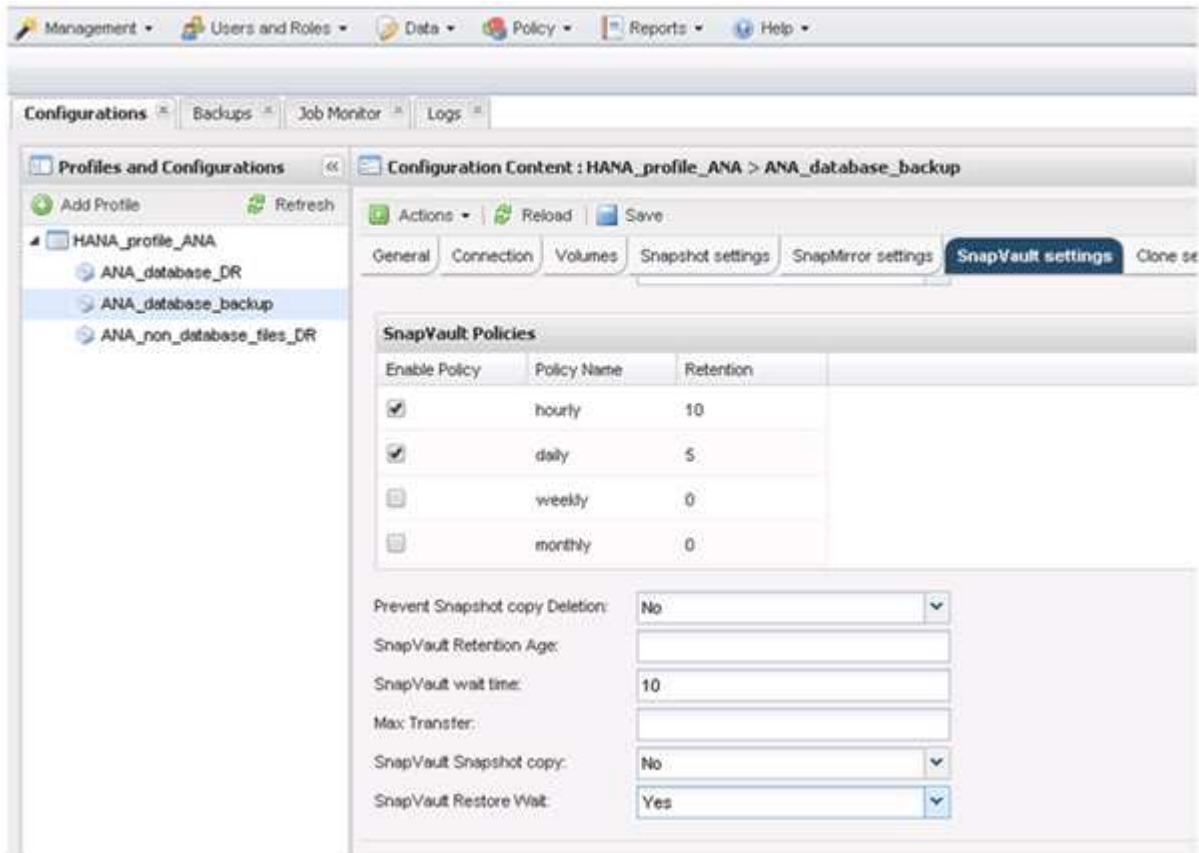 Management Users and Roles Data Policy Reports Help
Configurations Backups Job Monitor Logs
Profiles and Configurations
Add Profile Refresh
HANA_profile_ANA
ANA_database_DR
ANA_database_backup
ANA_non_database_files_DR
Configuration Content : HANA_profile_ANA > ANA_database_backup
Actions Reload Save
General Connection Volumes Snapshot settings SnapMirror settings SnapVault settings Clone se
SnapVault Policies
Enable Policy Policy Name Retention
hourly 10
daily 5
weekly 0
monthly 0
Prevent Snapshot copy Deletion: No
SnapVault Retention Age:
SnapVault wait time: 10
Max Transfer:
SnapVault Snapshot copy: No
SnapVault Restore Wait: Yes